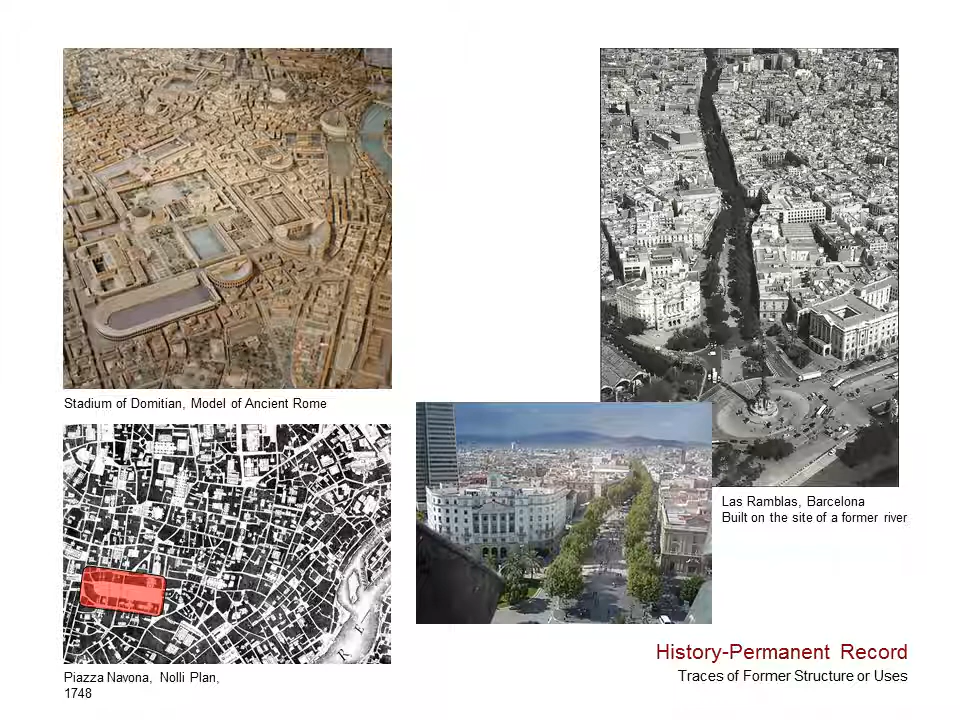 Stadium of Domitian, Model of Ancient Rome
Piazza Navona, Nolli Plan,
1748
Las Ramblas, Barcelona
Built on the site of a former river
History-Permanent Record
Traces of Former Structure or Uses